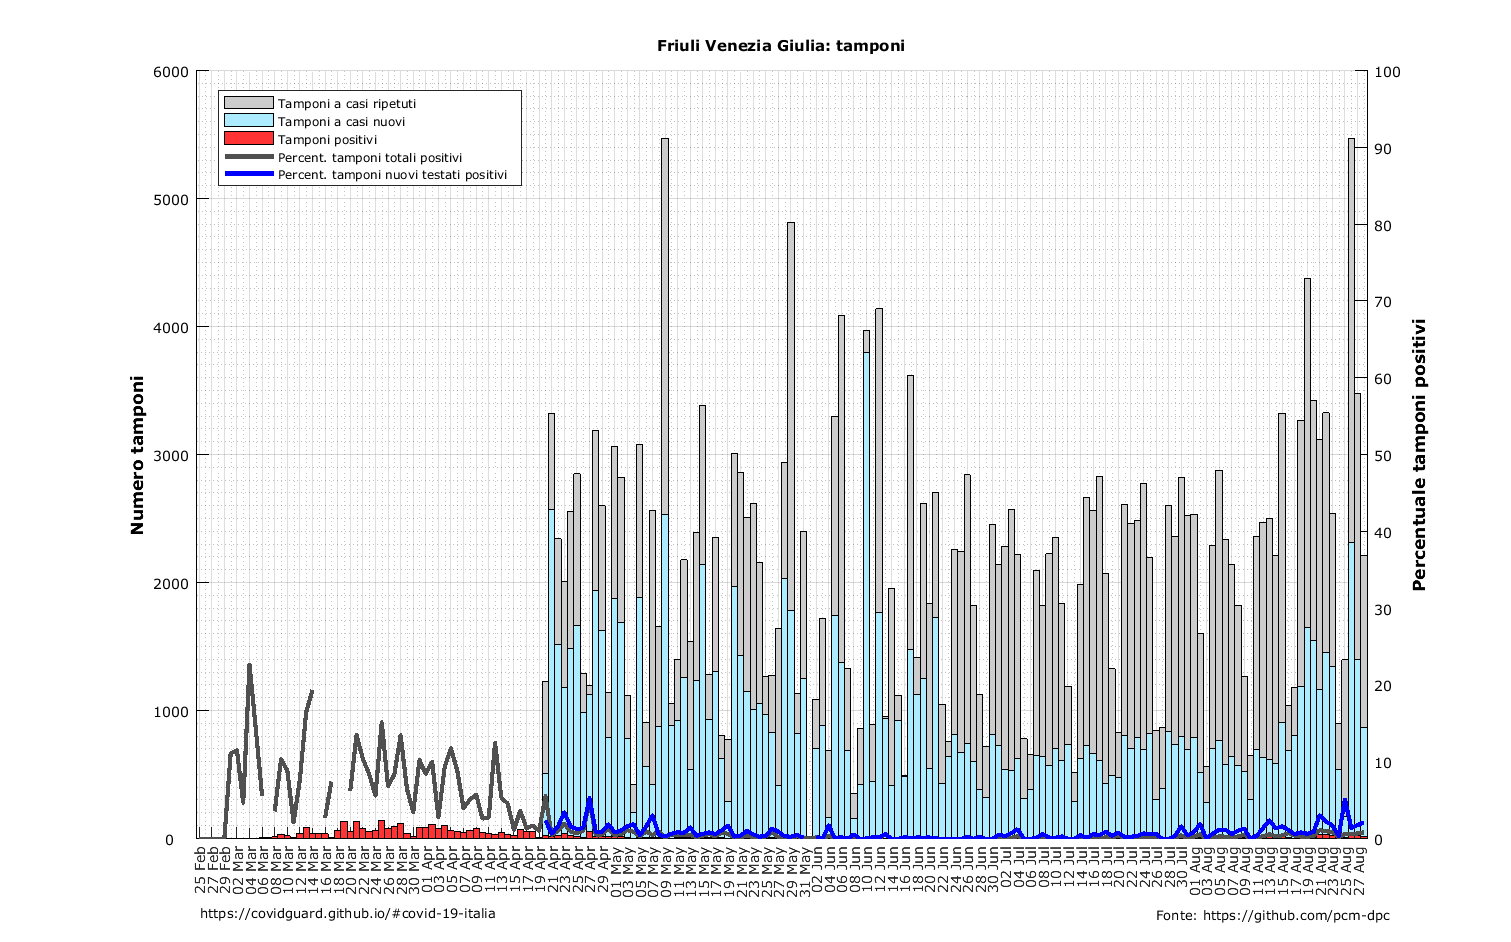 Friuli Venezia Giulia: tamponi
Tamponi a casi ripetuti
Tamponi a casi nuovi
Tamponi positivi
Percent. tamponi totali positivi
Percent. tamponi nuovi testati positivi
Numero tamponi
6000
5000
4000
3000
2000
1000
0
100
90
80
70
60
50
40
30
20
10
0
Percentuale tamponi positivi
25 Feb
27 Feb
29 Feb
02 Mar
04 Mar
06 Mar
08 Mar
10 Mar
12 Mar
14 Mar
16 Mar
18 Mar
20 Mar
22 Mar
24 Mar
26 Mar
28 Mar
30 Mar
01 Apr
03 Apr
05 Apr
07 Apr
09 Apr
11 Apr
13 Apr
15 Apr
17 Apr
19 Apr
21 Apr
23 Apr
25 Apr
27 Apr
29 Apr
01 May
03 May
05 May
07 May
09 May
11 May
13 May
15 May
17 May
19 May
21 May
23 May
25 May
27 May
29 May
31 May
02 Jun
04 Jun
06 Jun
08 Jun
10 Jun
12 Jun
14 Jun
16 Jun
18 Jun
20 Jun
22 Jun
24 Jun
26 Jun
28 Jun
30 Jun
02 Jul
04 Jul
06 Jul
08 Jul
10 Jul
12 Jul
14 Jul
16 Jul
18 Jul
20 Jul
22 Jul
24 Jul
26 Jul
28 Jul
30 Jul
01 Aug
03 Aug
05 Aug
07 Aug
09 Aug
11 Aug
13 Aug
15 Aug
17 Aug
19 Aug
21 Aug
23 Aug
25 Aug
27 Aug
https://covidguard.github.io/#covid-19-italia
Fonte: https://github.com/pcm-dpc